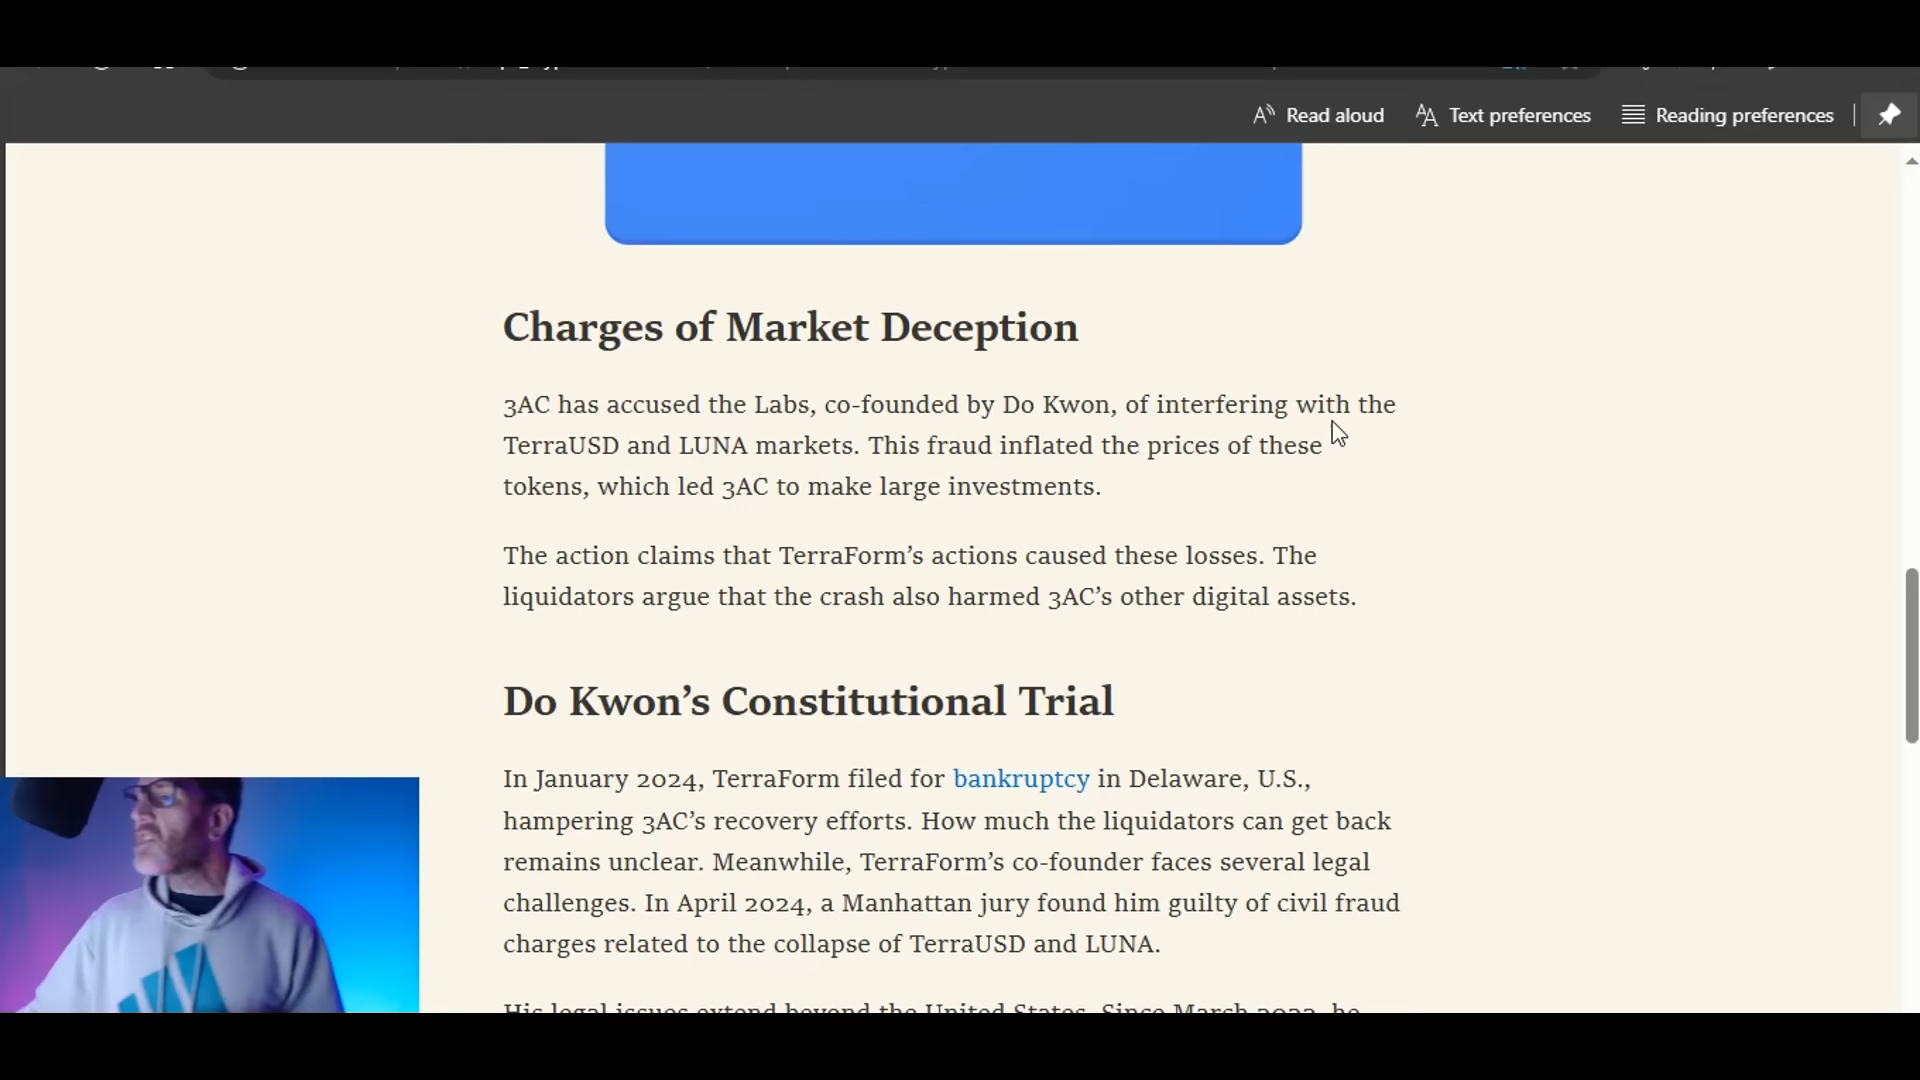 Read aloud
Text preferences
Reading preferences
Charges of Market Deception
3AC has accused the Labs, co-founded by Do Kwon, of interfering with the
TerraUSD and LUNA markets. This fraud inflated the prices of these
tokens, which led 3AC to make large investments.
The action claims that TerraForm’s actions caused these losses. The
liquidators argue that the crash also harmed 3AC’s other digital assets.
Do Kwon’s Constitutional Trial
In January 2024, TerraForm filed for bankruptcy in Delaware, U.S.,
hampering 3AC’s recovery efforts. How much the liquidators can get back
remains unclear. Meanwhile, TerraForm’s co-founder faces several legal
challenges. In April 2024, a Manhattan jury found him guilty of civil fraud
charges related to the collapse of TerraUSD and LUNA.
His legal issues extend beyond the United States. Since March 2023, he